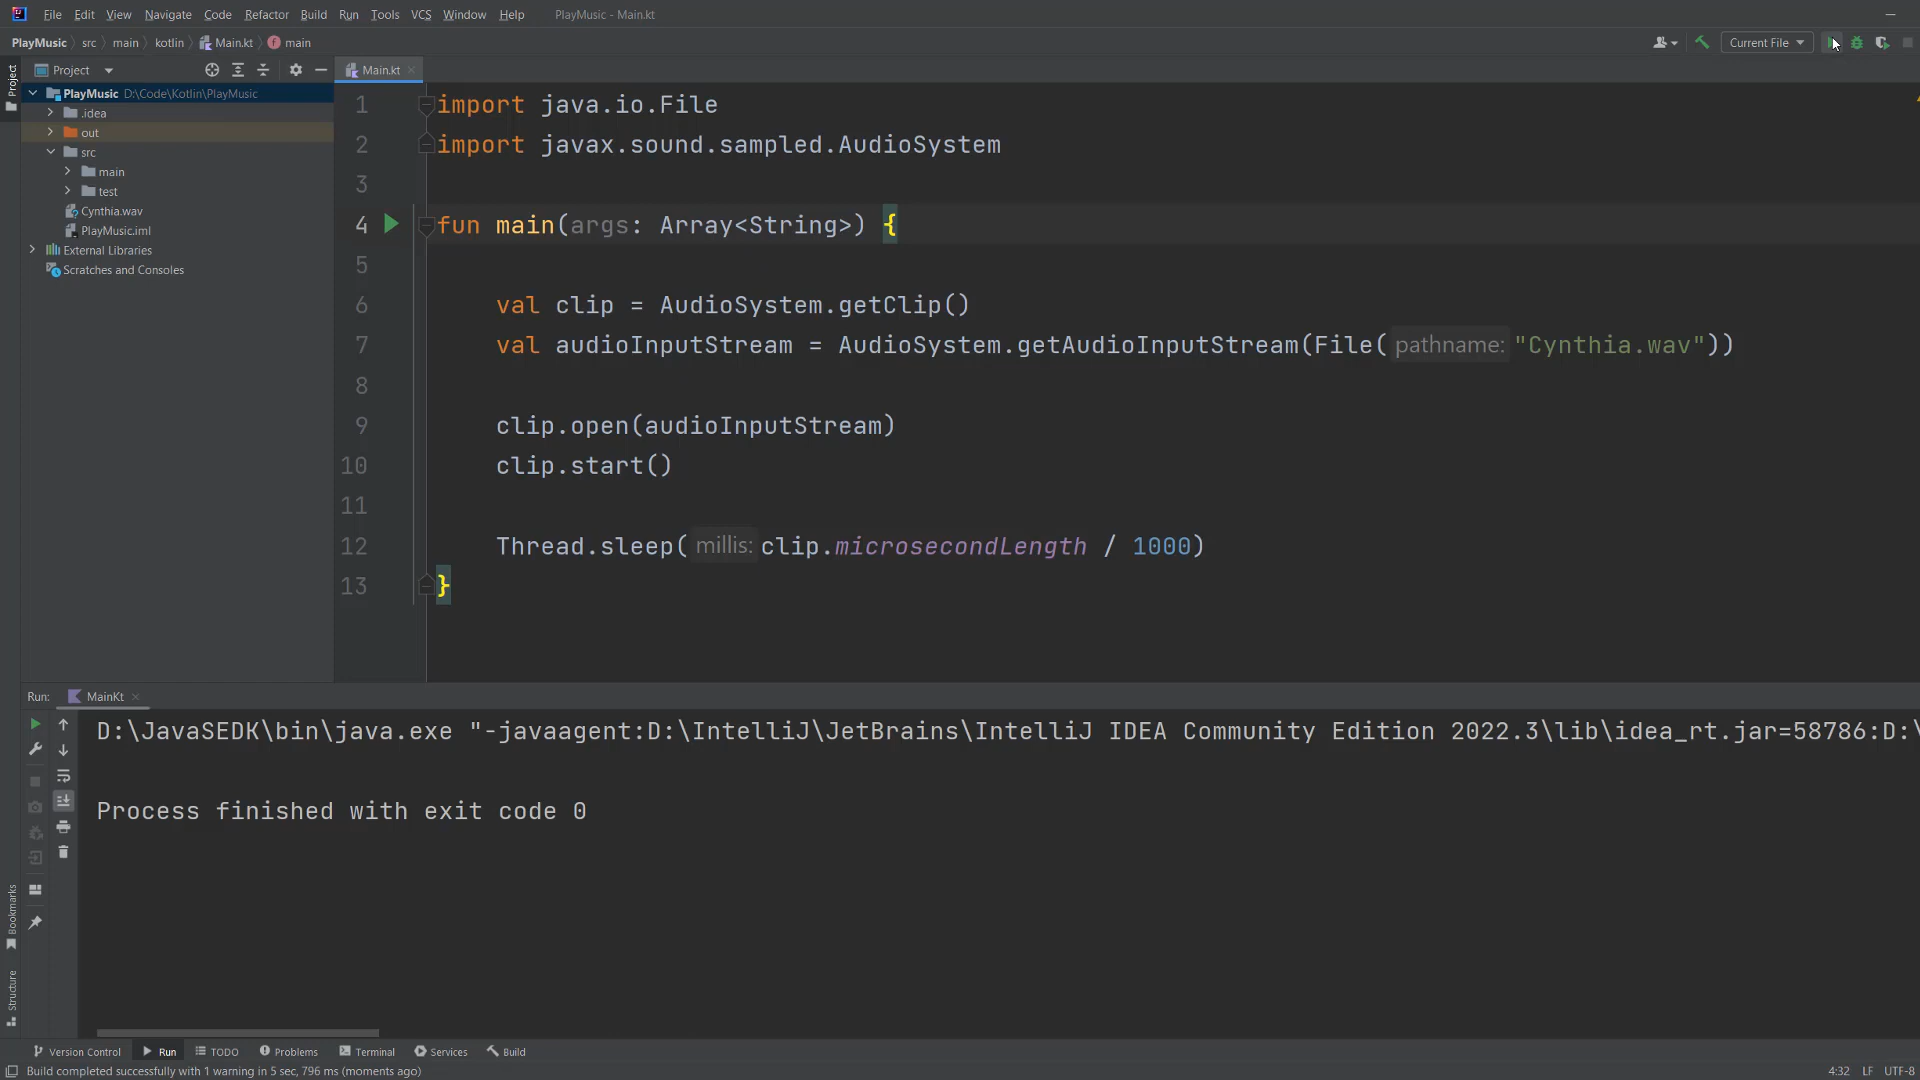 File Edit View Navigate Code Refactor Build Run Tools VCS Window Help PlayMusic - Main.kt
PlayMusic src main kotlin Main.kt main Current File
Project
Project
Main.kt
PlayMusic D:\Code\Kotlin\PlayMusic
.idea
out
src
main
test
Cynthia.wav
PlayMusic.iml
External Libraries
Scratches and Consoles
1 import java.io.File
2 import javax.sound.sampled.AudioSystem
3
4 fun main(args: Array<String>) {
5
6 val clip = AudioSystem.getClip()
7 val audioInputStream = AudioSystem.getAudioInputStream(File( pathname: "Cynthia.wav"))
8
9 clip.open(audioInputStream)
10 clip.start()
11
12 Thread.sleep( millis: clip.microsecondLength / 1000)
13 }
Run: MainKt
D:\JavaSEDK\bin\java.exe "-javaagent:D:\IntelliJ\JetBrains\IntelliJ IDEA Community Edition 2022.3\lib\idea_rt.jar=58786:D:\
Process finished with exit code 0
Bookmarks
Structure
Version Control Run TODO Problems Terminal Services Build
Build completed successfully with 1 warning in 5 sec, 796 ms (moments ago) 4:32 LF UTF-8